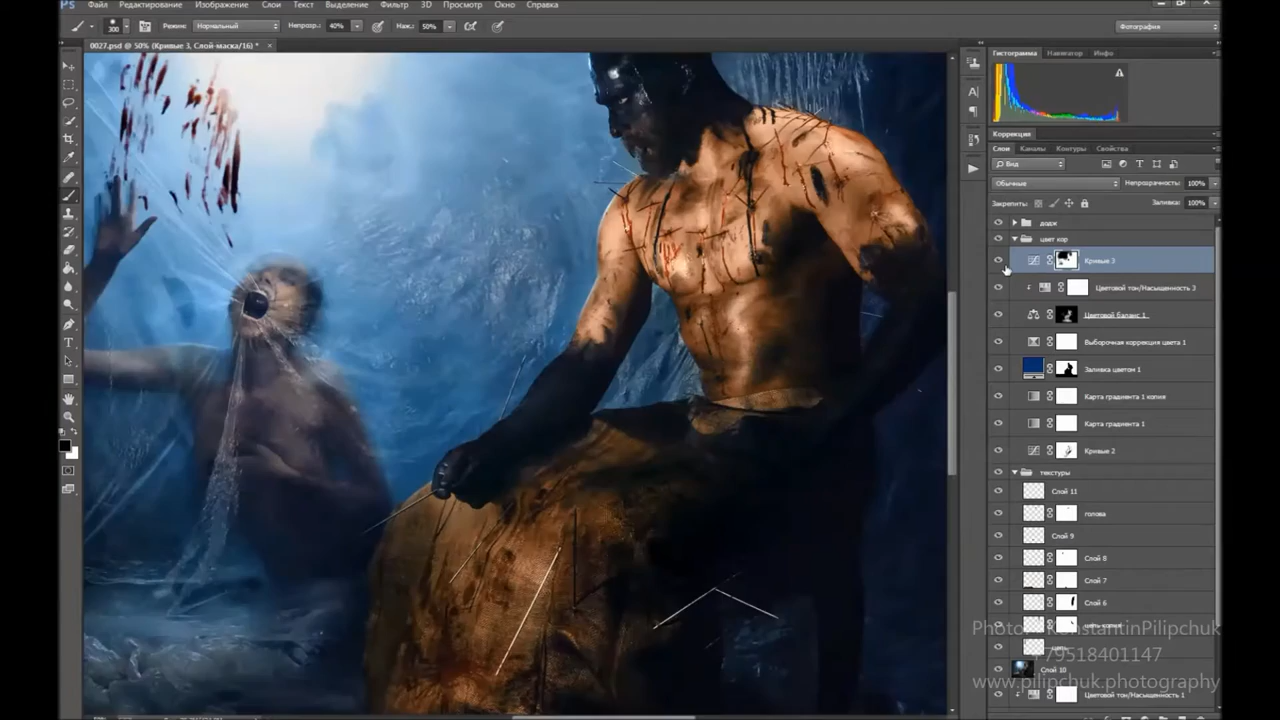 PS Файл Редактирование Изображение Слои Текст Выделение Фильтр 3D Просмотр Окно Справка
300 Режим: Нормальный Непрозр.: 40% Наж.: 50% Фотография
0027.psd @ 50% (Кривые 3, Слой-маска/16) * ×
Гистограмма Навигатор Инфо
Коррекция
Слои Каналы Контуры Свойства
Вид
Обычные Непрозрачность: 100%
Закрепить: Заливка: 100%
додж
цвет кор
Кривые 3
Цветовой тон/Насыщенность 3
Цветовой баланс 1
Выборочная коррекция цвета 1
Заливка цветом 1
Карта градиента 1 копия
Карта градиента 1
Кривые 2
текстуры
Слой 11
голова
Слой 9
Слой 8
Слой 7
Слой 6
Photo: KonstantinPilipchuk
+79518401147
Слой 10
www.pilipchuk.photography
Цветовой тон/Насыщенность 1